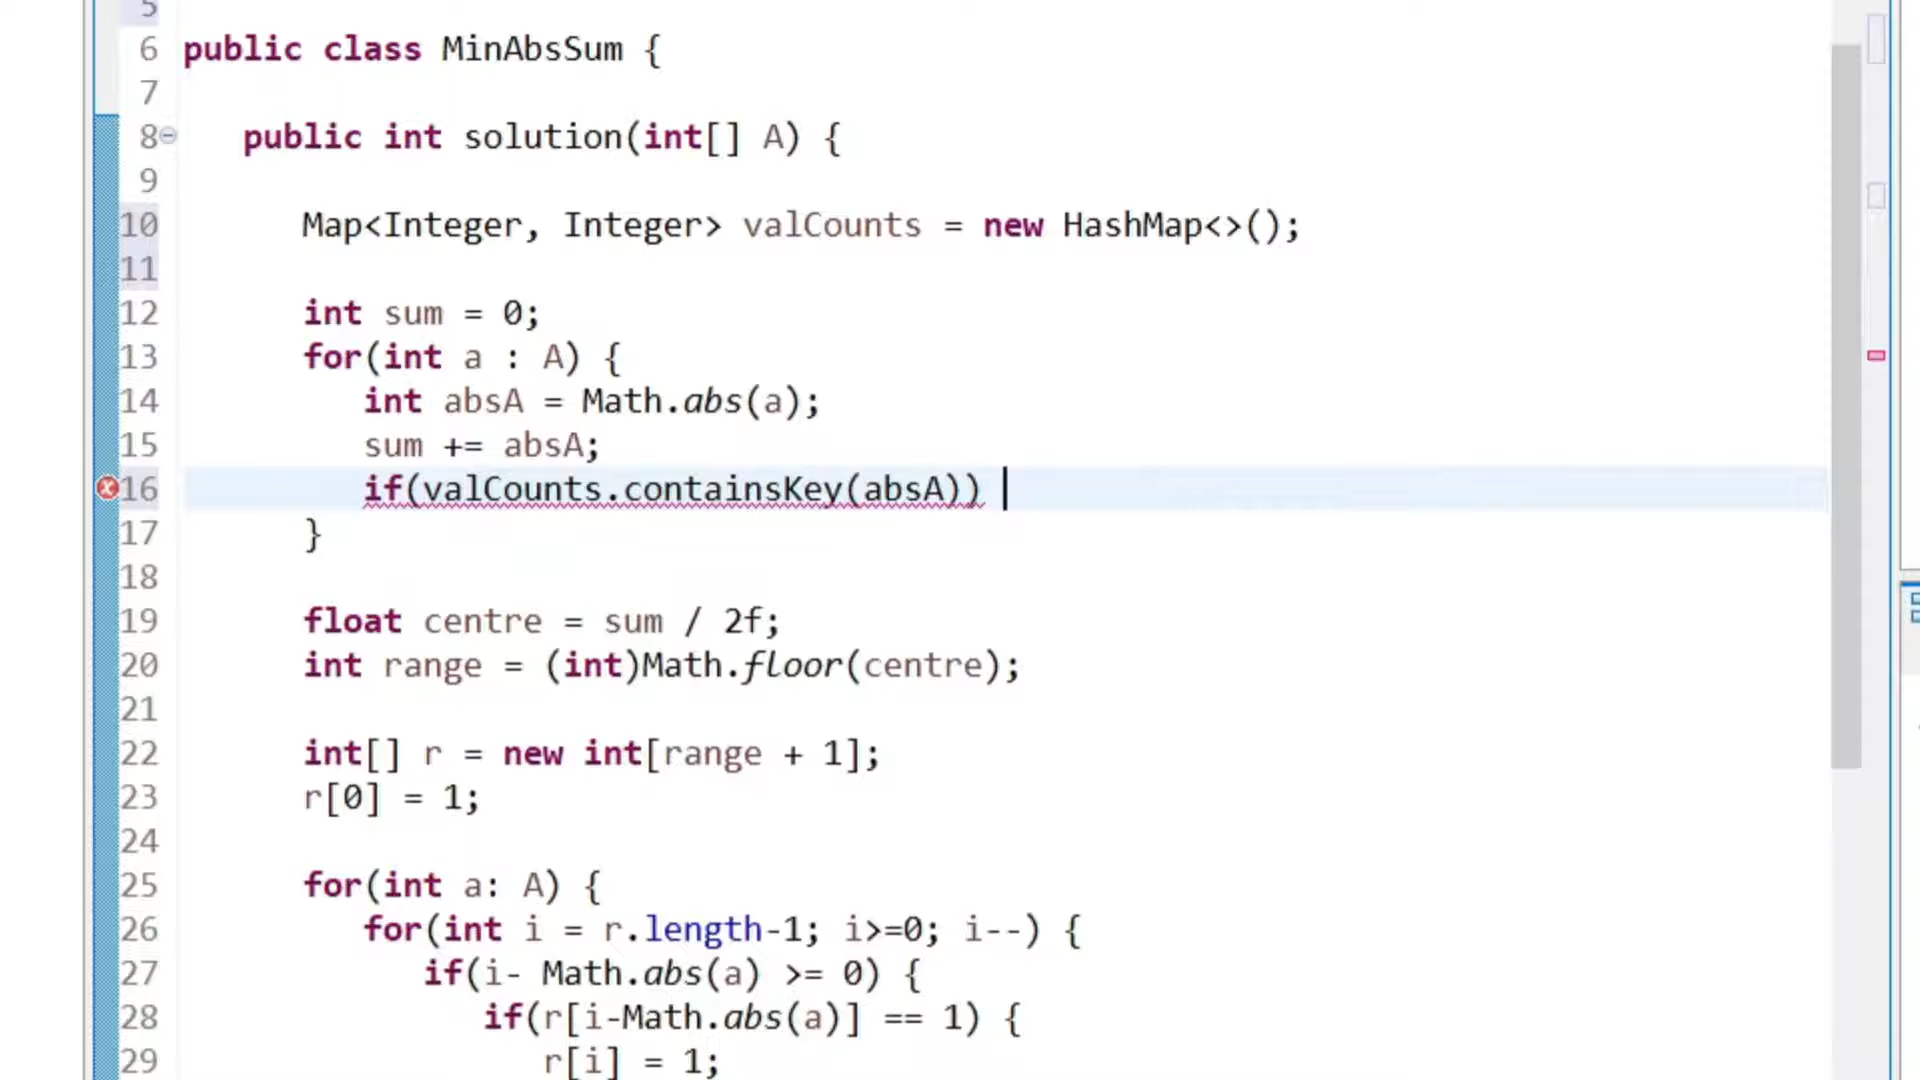 5
6 public class MinAbsSum {
7
8 public int solution(int[] A) {
9
10 Map<Integer, Integer> valCounts = new HashMap<>();
11
12 int sum = 0;
13 for(int a : A) {
14 int absA = Math.abs(a);
15 sum += absA;
16 if(valCounts.containsKey(absA))
17 }
18
19 float centre = sum / 2f;
20 int range = (int)Math.floor(centre);
21
22 int[] r = new int[range + 1];
23 r[0] = 1;
24
25 for(int a: A) {
26 for(int i = r.length-1; i>=0; i--) {
27 if(i- Math.abs(a) >= 0) {
28 if(r[i-Math.abs(a)] == 1) {
29 r[i] = 1;